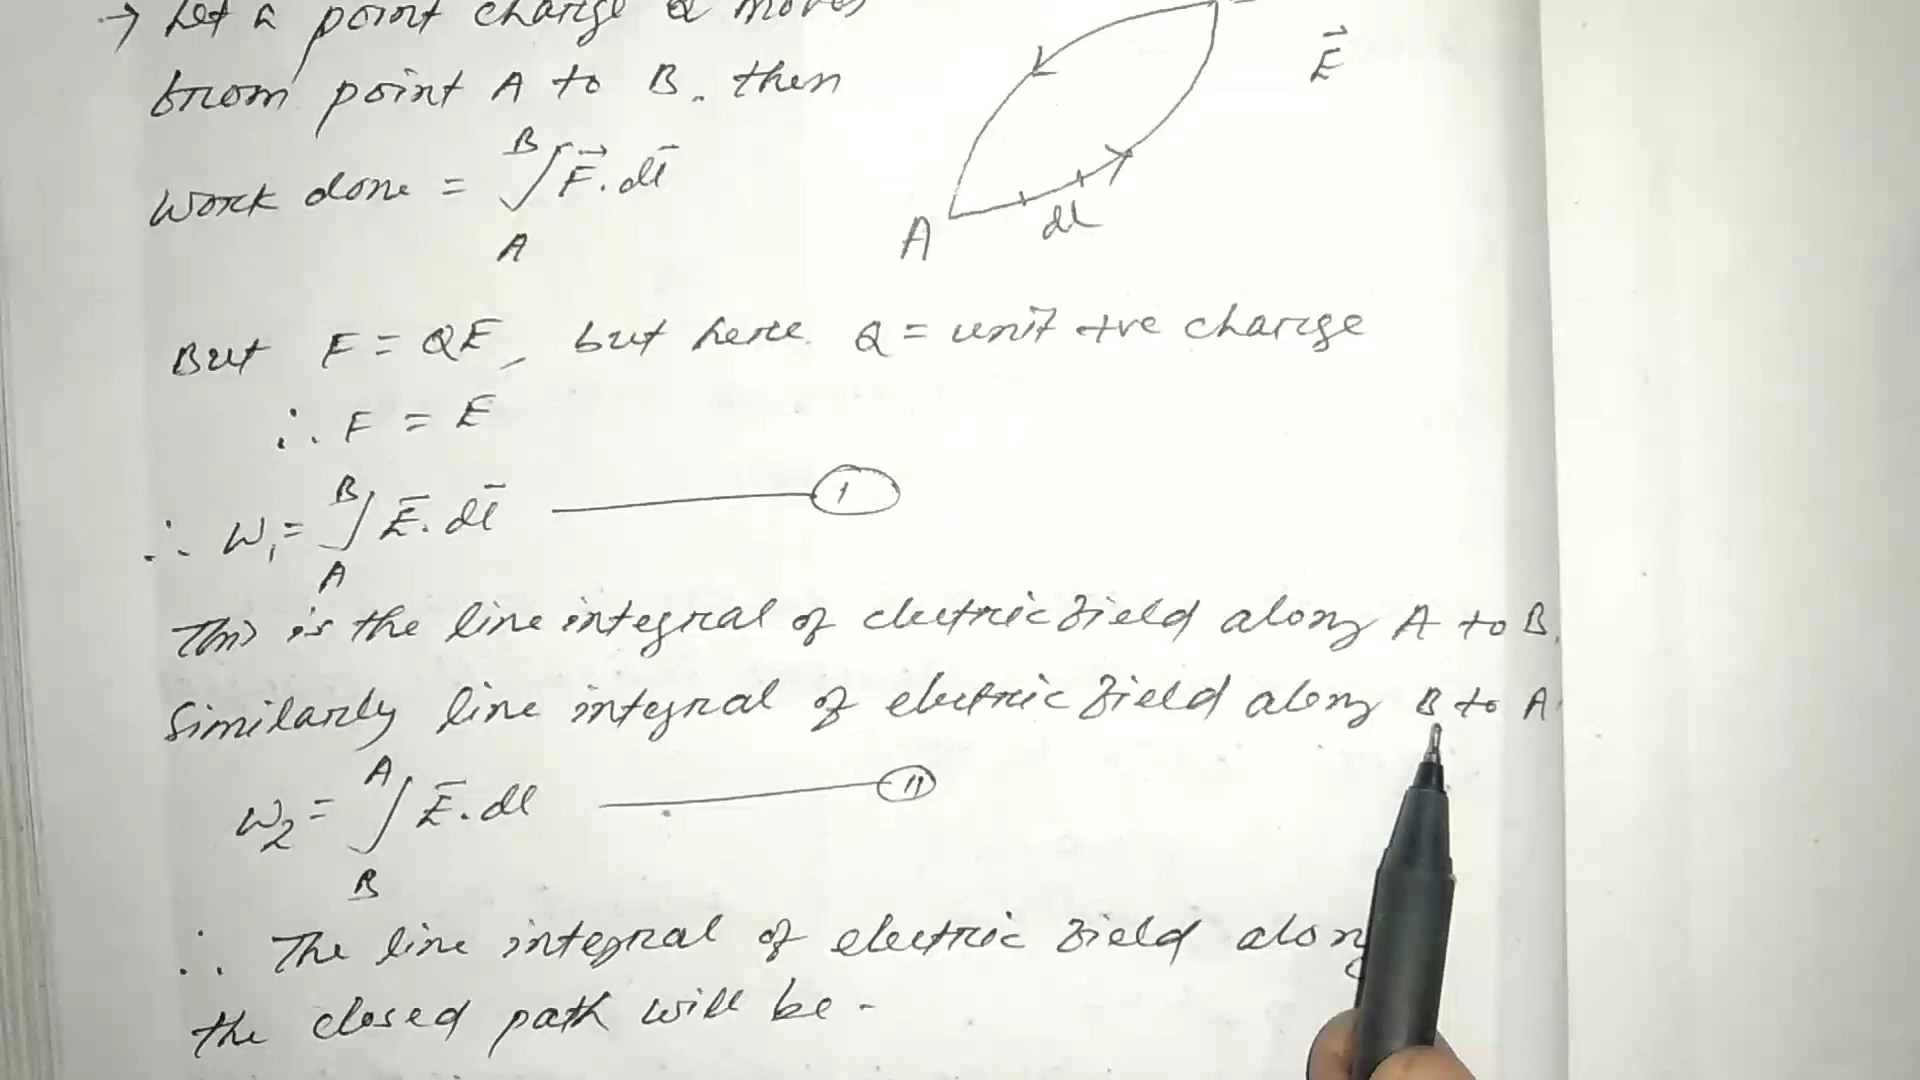 → Let a point charge Q moves
from point A to B. then
Work done = ∫_A^B F⃗.dl̄
E⃗
A
dl
But F = QE, but here Q = unit +ve charge
∴ F = E
∴ W₁ = ∫_A^B Ē.dl̄ —— (I)
This is the line integral of electric field along A to B.
Similarly line integral of electric field along B to A
W₂ = ∫_B^A Ē.dl —— (II)
∴ The line integral of electric field along
the closed path will be -